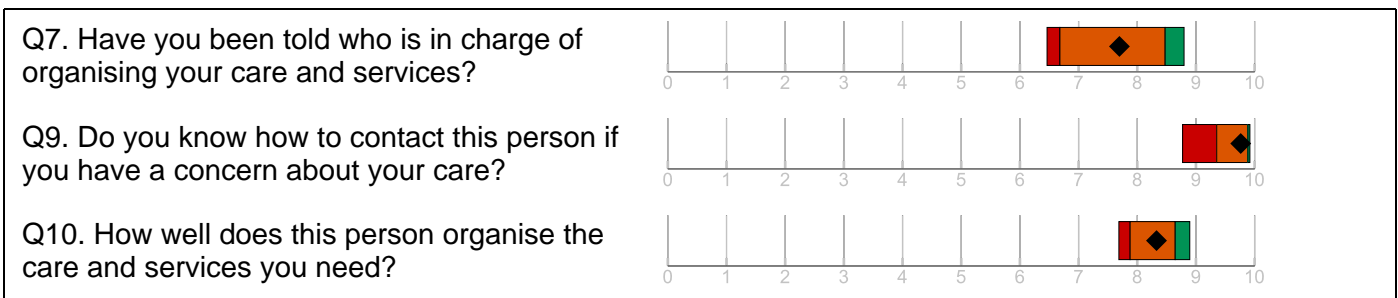 Q7. Have you been told who is in charge of
organising your care and services?
0 1 2 3 4 5 6 7 8 9 10
Q9. Do you know how to contact this person if
you have a concern about your care?
0 1 2 3 4 5 6 7 8 9 10
Q10. How well does this person organise the
care and services you need?
0 1 2 3 4 5 6 7 8 9 10